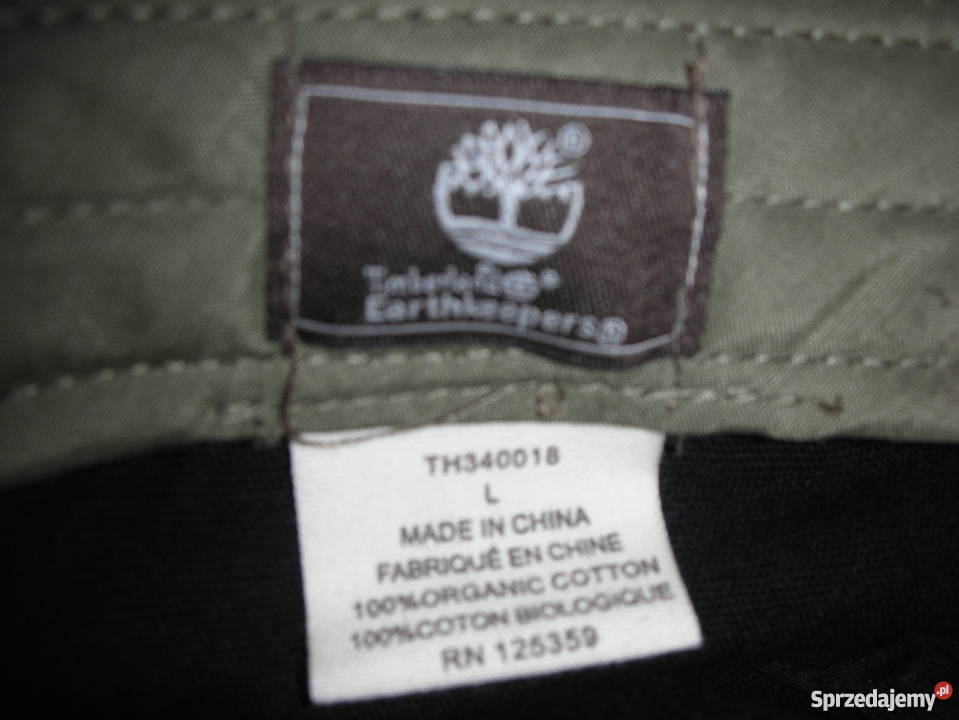 ®
Timberland®
Earthkeepers®
TH340018
L
MADE IN CHINA
FABRIQUÉ EN CHINE
100%ORGANIC COTTON
100%COTON BIOLOGIQUE
RN 125359
Sprzedajemy.pl